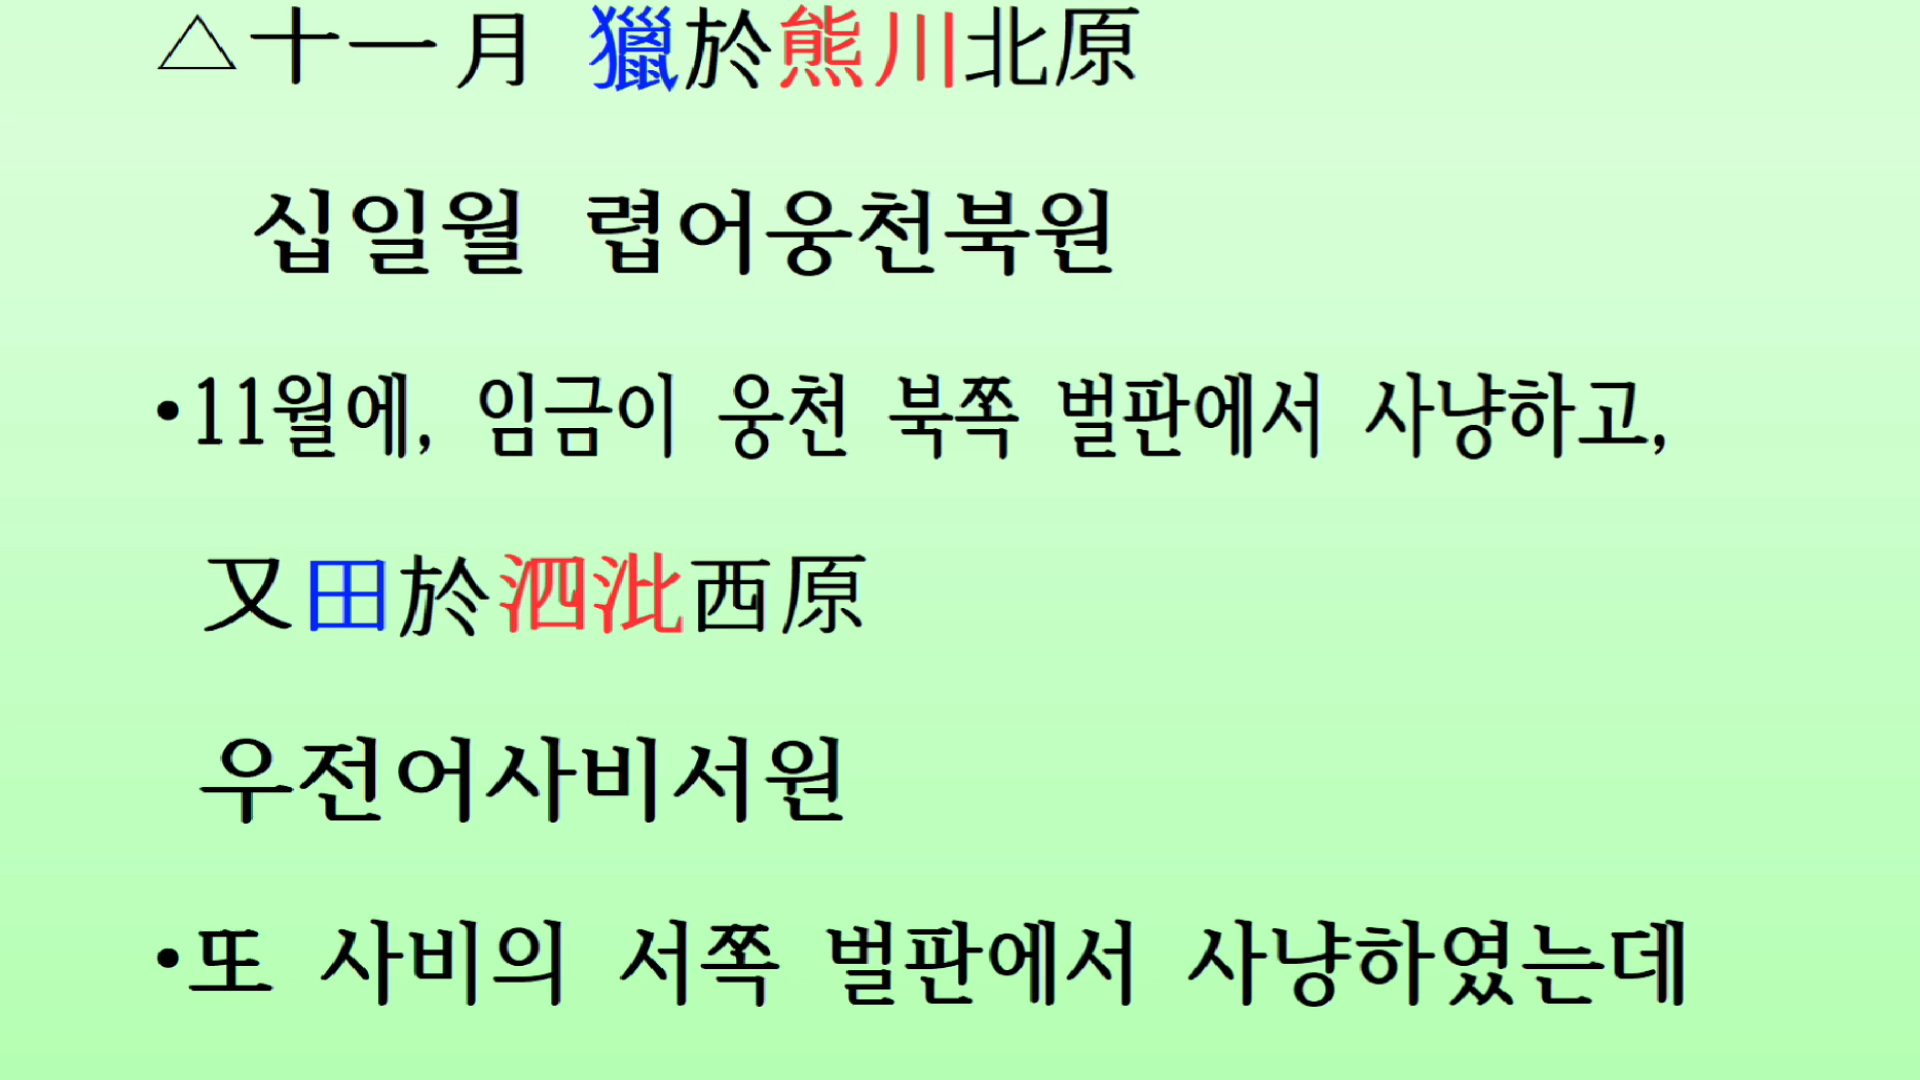 △十一月 獵於熊川北原
십일월 렵어웅천북원
•11월에, 임금이 웅천 북쪽 벌판에서 사냥하고,
又田於泗沘西原
우전어사비서원
•또 사비의 서쪽 벌판에서 사냥하였는데